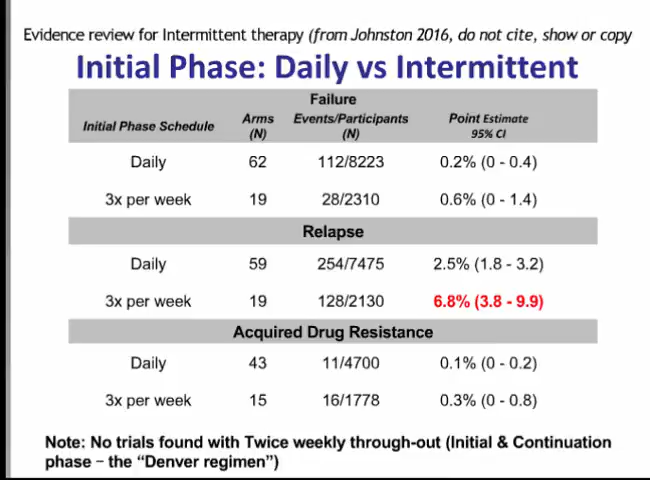 Evidence review for Intermittent therapy (from Johnston 2016, do not cite, show or copy
Initial Phase: Daily vs Intermittent
Failure
Initial Phase Schedule Arms (N) Events/Participants (N) Point Estimate 95% CI
Daily 62 112/8223 0.2% (0 - 0.4)
3x per week 19 28/2310 0.6% (0 - 1.4)
Relapse
Daily 59 254/7475 2.5% (1.8 - 3.2)
3x per week 19 128/2130 6.8% (3.8 - 9.9)
Acquired Drug Resistance
Daily 43 11/4700 0.1% (0 - 0.2)
3x per week 15 16/1778 0.3% (0 - 0.8)
Note: No trials found with Twice weekly through-out (Initial & Continuation
phase – the “Denver regimen”)